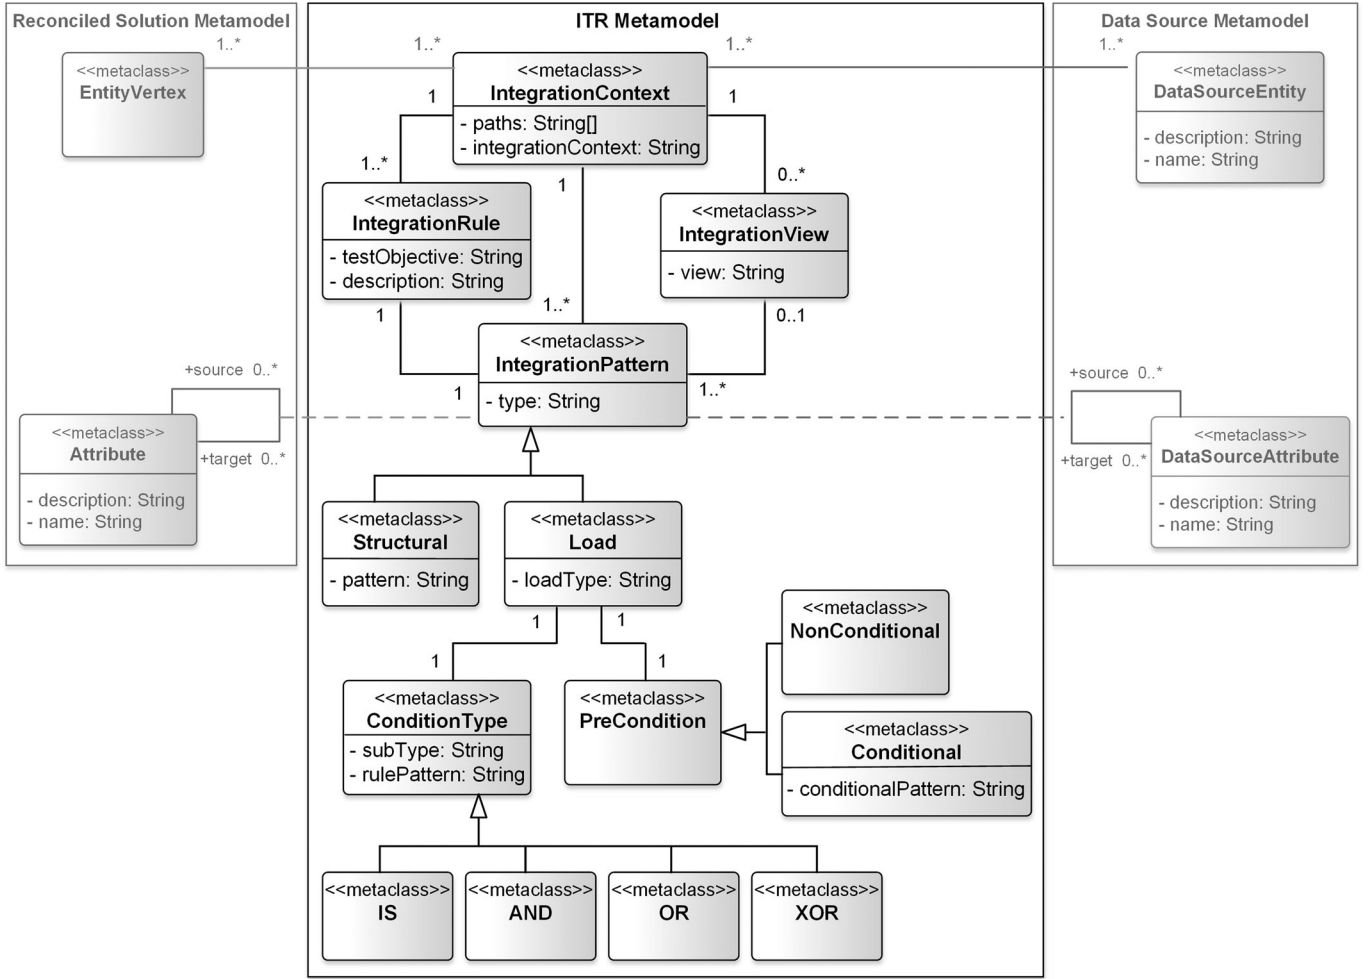 Reconciled Solution Metamodel
1..*
<<metaclass>>
EntityVertex
+source 0..*
<<metaclass>>
Attribute
+target 0..*
- description: String
- name: String
ITR Metamodel
1..*
1..*
<<metaclass>>
IntegrationContext
1
1
- paths: String[]
- integrationContext: String
1..*
1
0..*
<<metaclass>>
IntegrationRule
- testObjective: String
- description: String
<<metaclass>>
IntegrationView
- view: String
1
1..*
0..1
<<metaclass>>
IntegrationPattern
1
1..*
- type: String
<<metaclass>>
Structural
- pattern: String
<<metaclass>>
Load
- loadType: String
1
1
1
1
<<metaclass>>
NonConditional
<<metaclass>>
ConditionType
- subType: String
- rulePattern: String
<<metaclass>>
PreCondition
<<metaclass>>
Conditional
- conditionalPattern: String
<<metaclass>>
IS
<<metaclass>>
AND
<<metaclass>>
OR
<<metaclass>>
XOR
Data Source Metamodel
1..*
<<metaclass>>
DataSourceEntity
- description: String
- name: String
+source 0..*
<<metaclass>>
DataSourceAttribute
+target 0..*
- description: String
- name: String